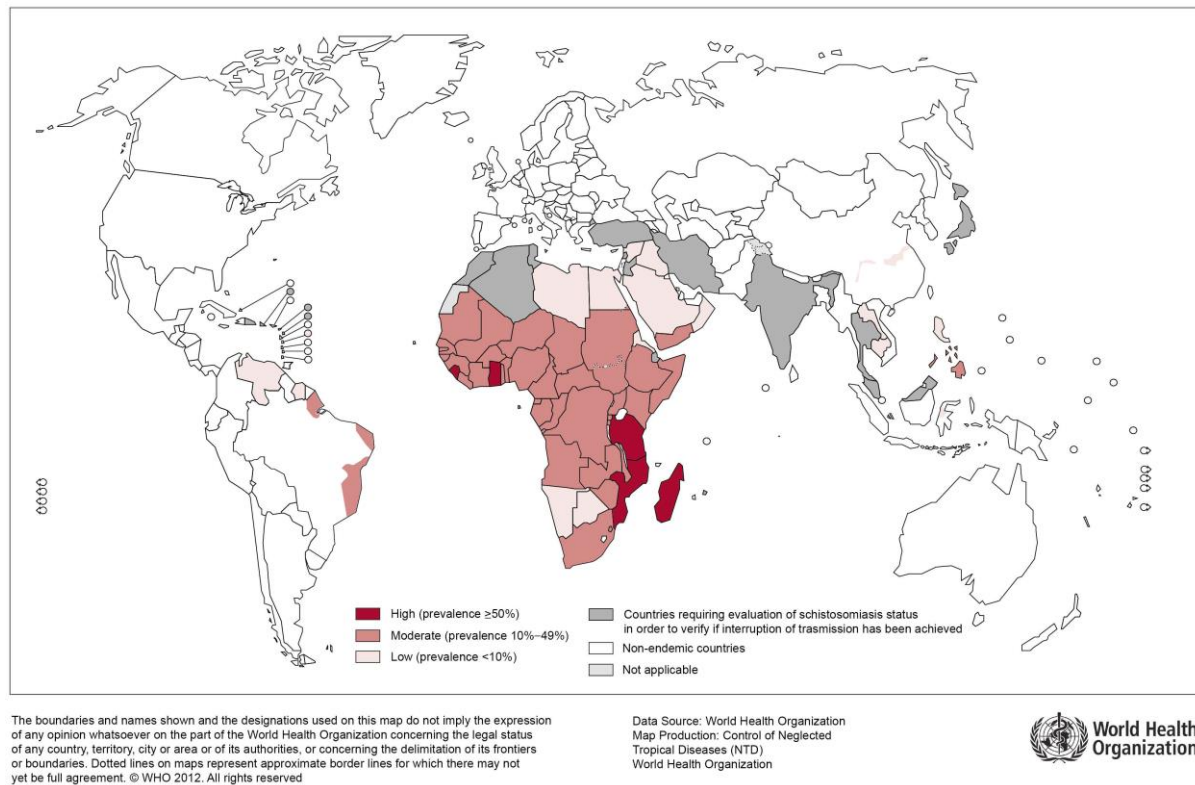 High (prevalence ≥50%)
Moderate (prevalence 10%–49%)
Low (prevalence <10%)
Countries requiring evaluation of schistosomiasis status
in order to verify if interruption of trasmission has been achieved
Non-endemic countries
Not applicable
The boundaries and names shown and the designations used on this map do not imply the expression
of any opinion whatsoever on the part of the World Health Organization concerning the legal status
of any country, territory, city or area or of its authorities, or concerning the delimitation of its frontiers
or boundaries. Dotted lines on maps represent approximate border lines for which there may not
yet be full agreement. © WHO 2012. All rights reserved
Data Source: World Health Organization
Map Production: Control of Neglected
Tropical Diseases (NTD)
World Health Organization
World Health
Organization